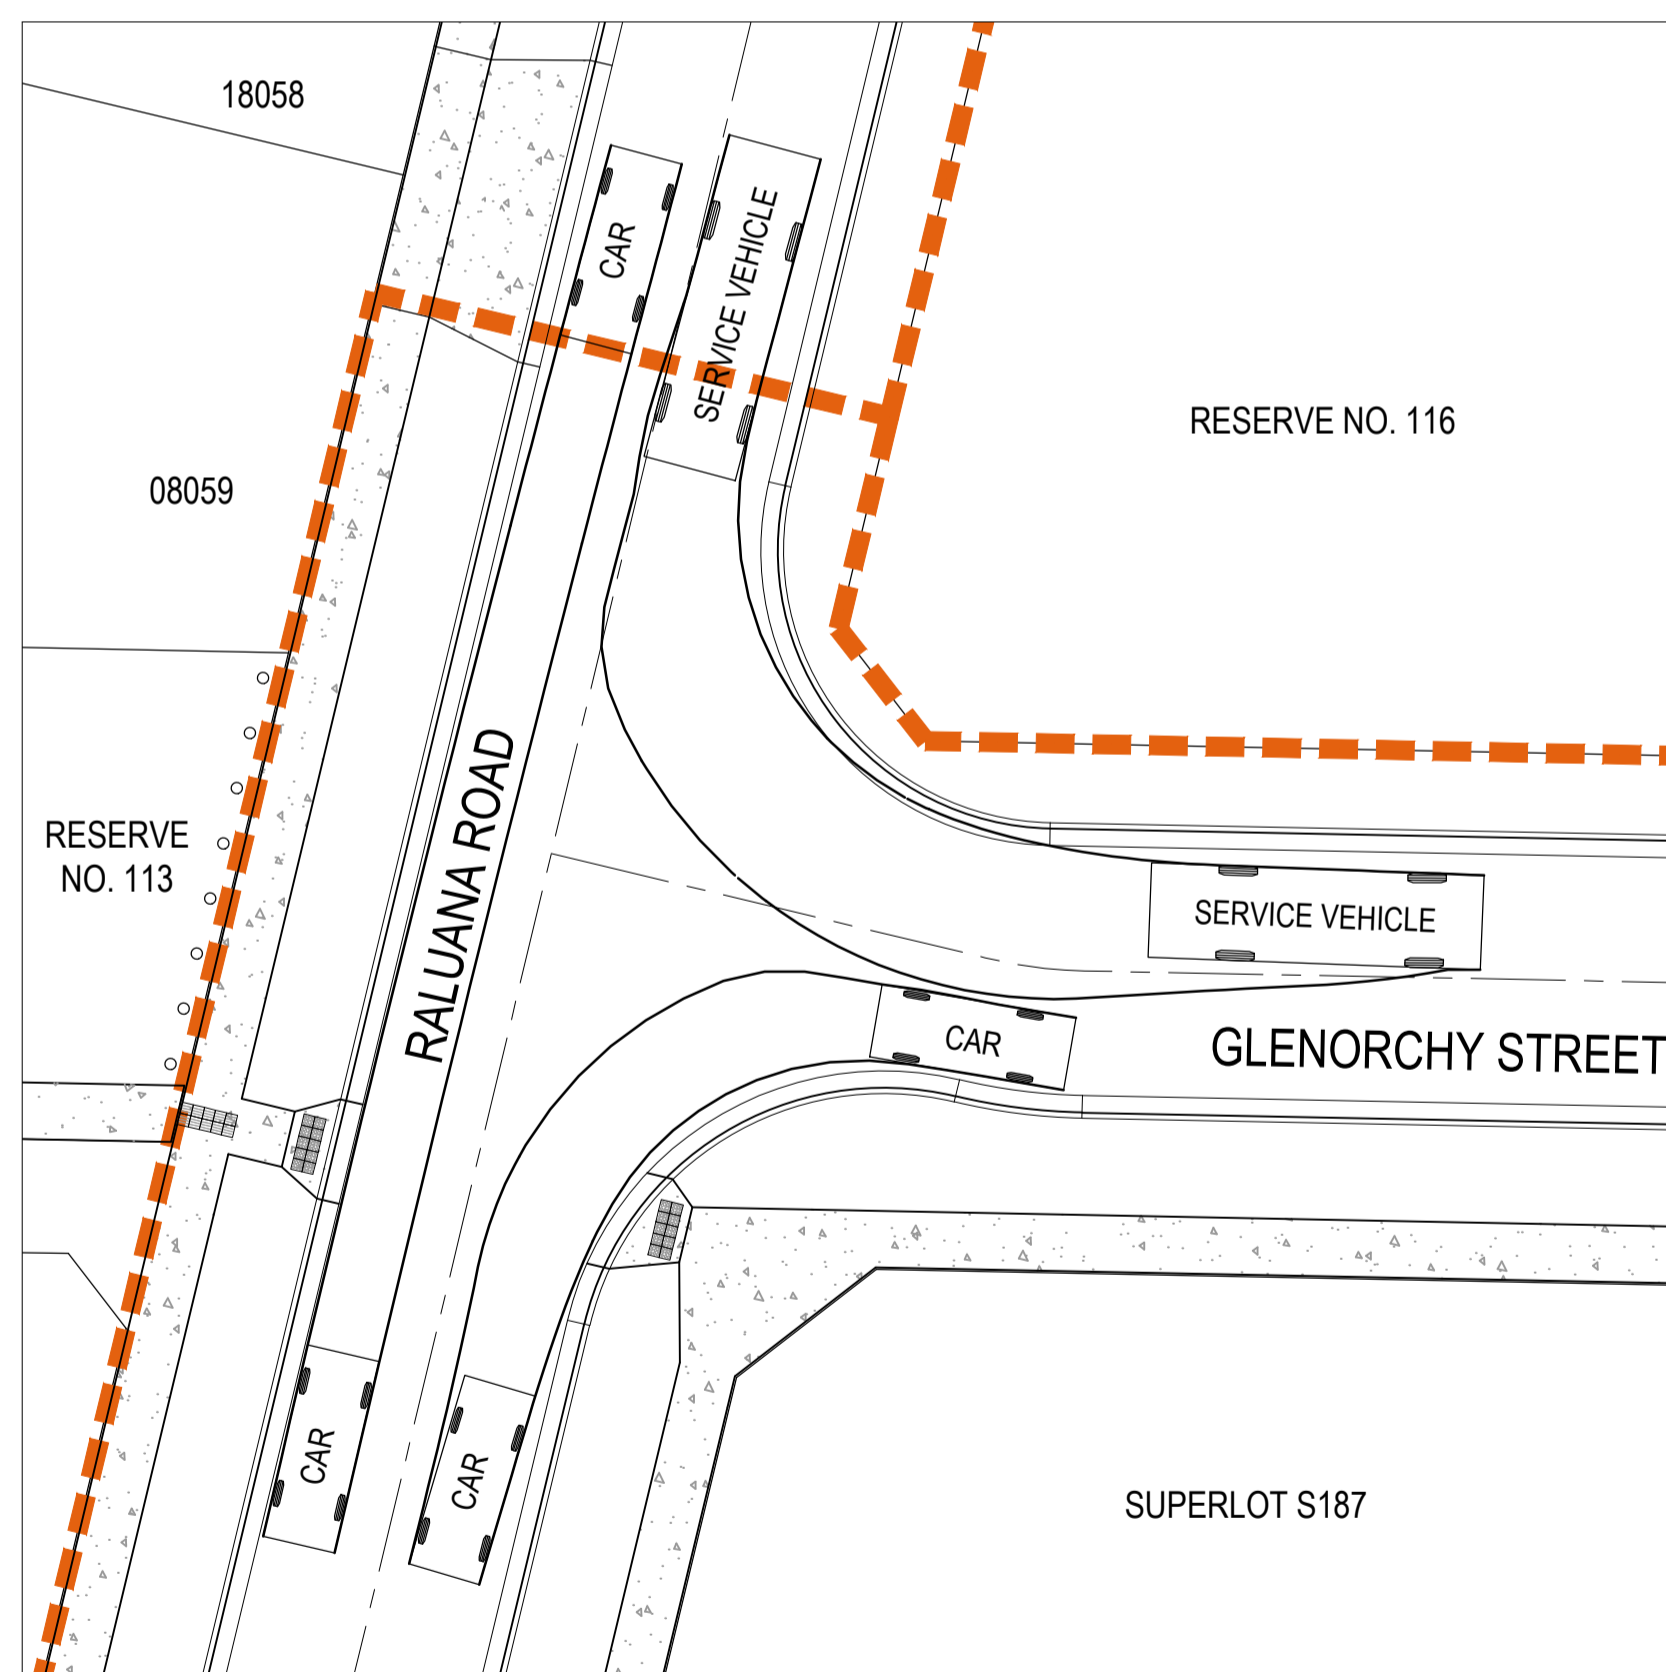 18058
CAR
SERVICE VEHICLE
RESERVE NO. 116
08059
RALUANA ROAD
RESERVE
NO. 113
SERVICE VEHICLE
CAR
GLENORCHY STREET
CAR
CAR
SUPERLOT S187